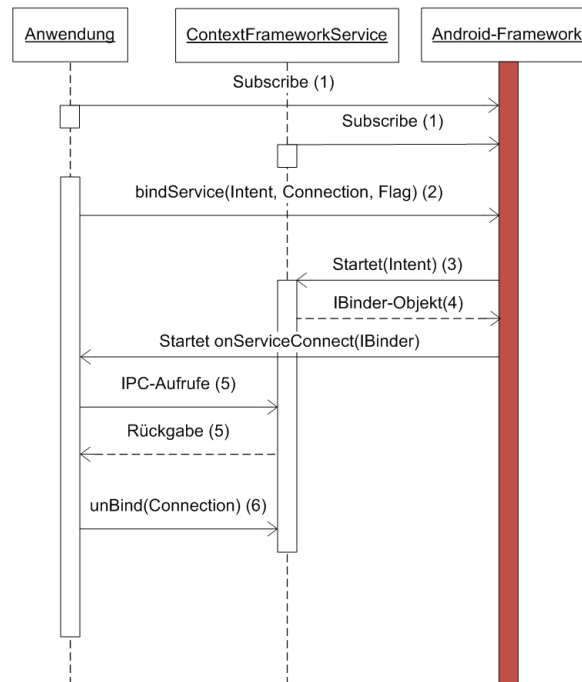 Anwendung
ContextFrameworkService
Android-Framework
Subscribe (1)
Subscribe (1)
bindService(Intent, Connection, Flag) (2)
Startet(Intent) (3)
IBinder-Objekt(4)
Startet onServiceConnect(IBinder)
IPC-Aufrufe (5)
Rückgabe (5)
unBind(Connection) (6)